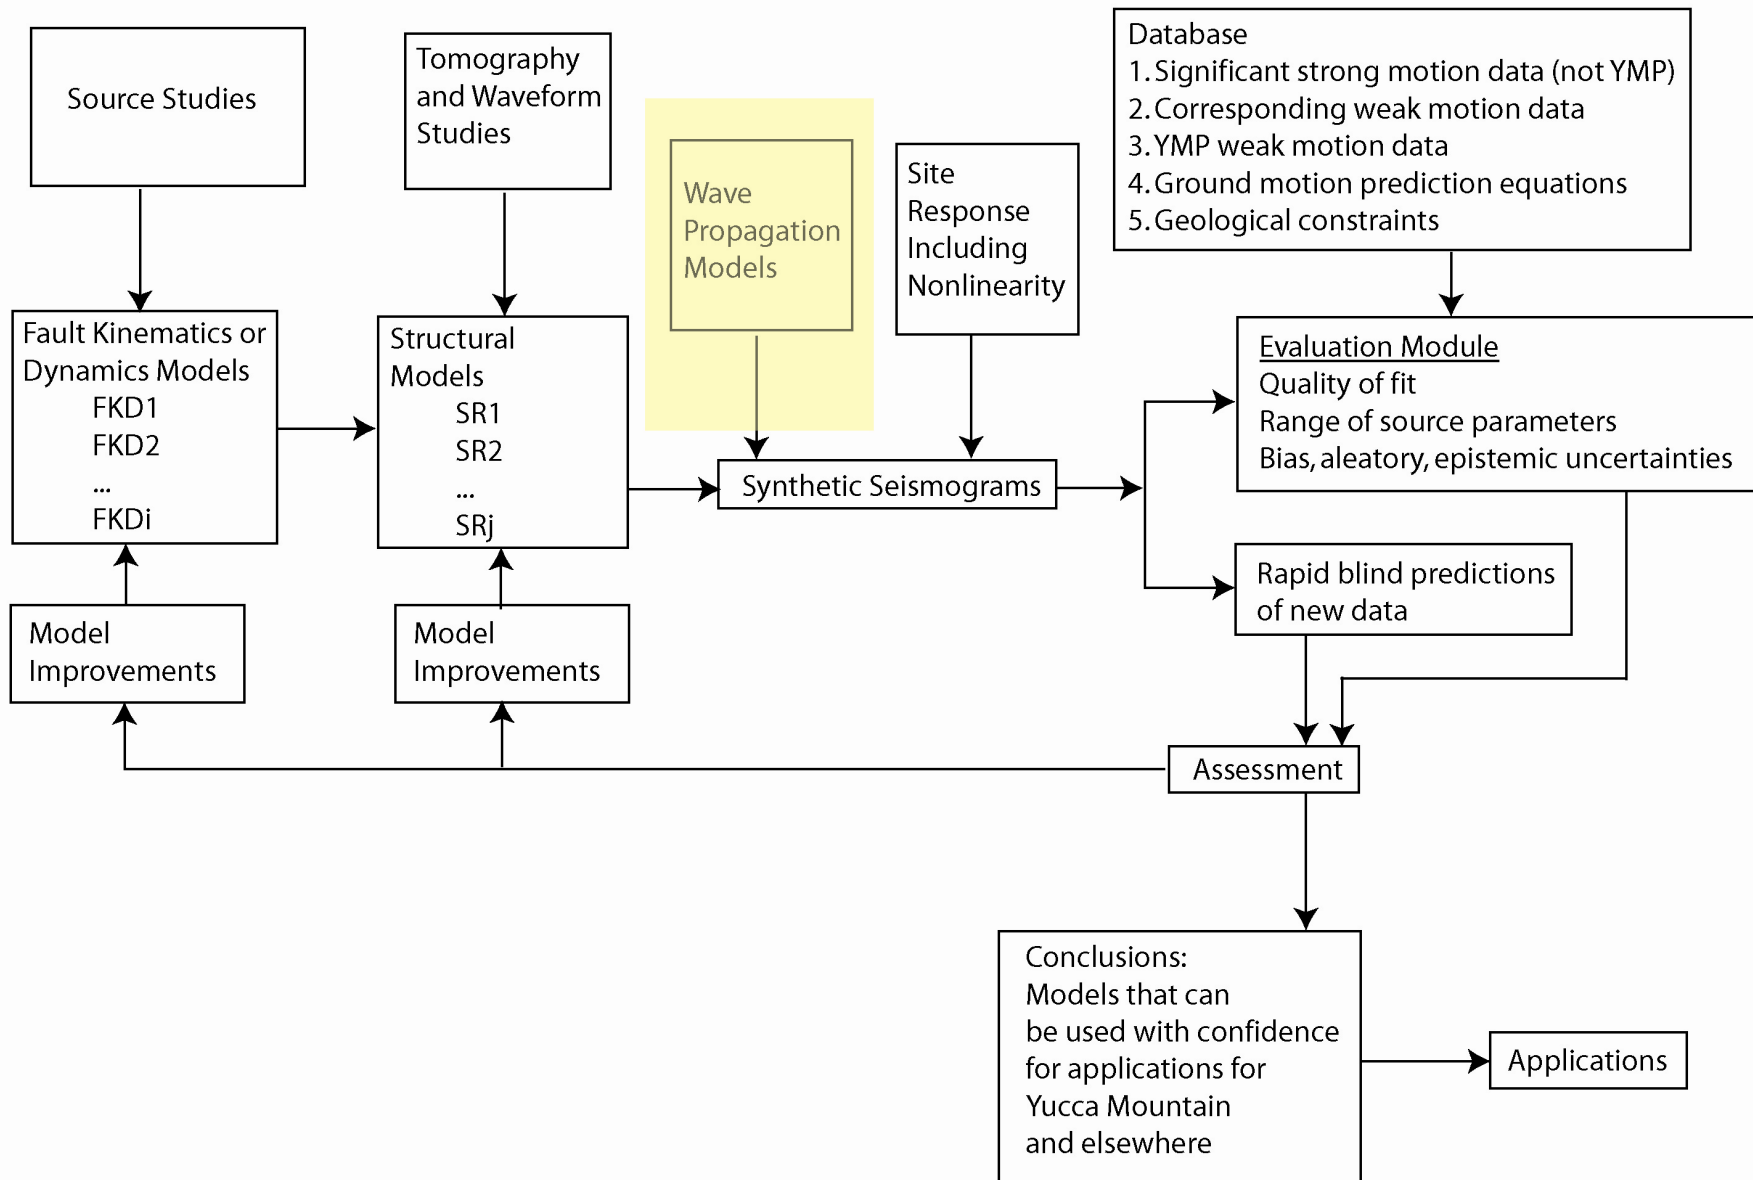 Source Studies
Tomography
and Waveform
Studies
Wave
Propagation
Models
Site
Response
Including
Nonlinearity
Database
1. Significant strong motion data (not YMP)
2. Corresponding weak motion data
3. YMP weak motion data
4. Ground motion prediction equations
5. Geological constraints
Fault Kinematics or
Dynamics Models
FKD1
FKD2
...
FKDi
Structural
Models
SR1
SR2
...
SRj
Synthetic Seismograms
Evaluation Module
Quality of fit
Range of source parameters
Bias, aleatory, epistemic uncertainties
Rapid blind predictions
of new data
Model
Improvements
Model
Improvements
Assessment
Conclusions:
Models that can
be used with confidence
for applications for
Yucca Mountain
and elsewhere
Applications